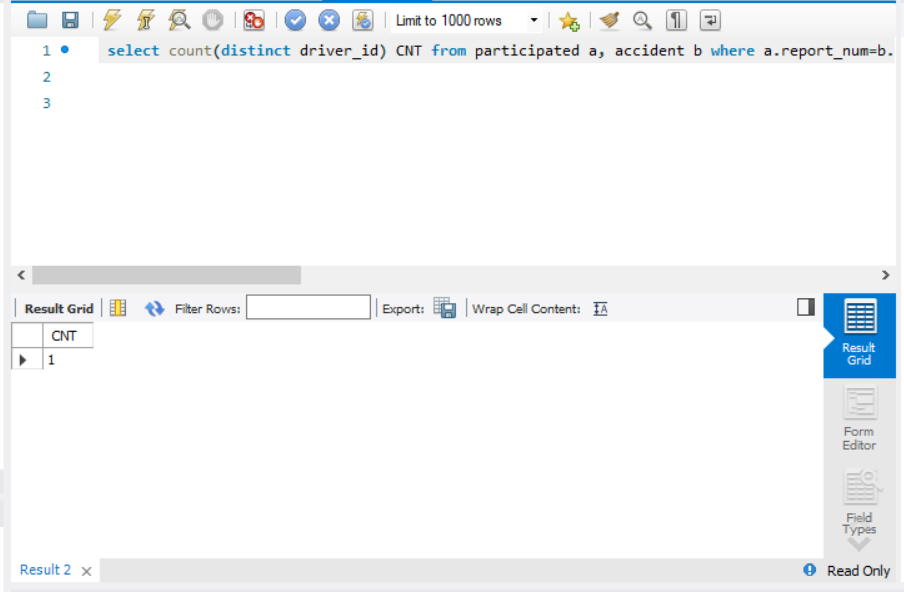 Limit to 1000 rows
1 select count(distinct driver_id) CNT from participated a, accident b where a.report_num=b.
2
3
Result Grid Filter Rows: Export: Wrap Cell Content:
CNT
1
Result
Grid
Form
Editor
Field
Types
Result 2 Read Only